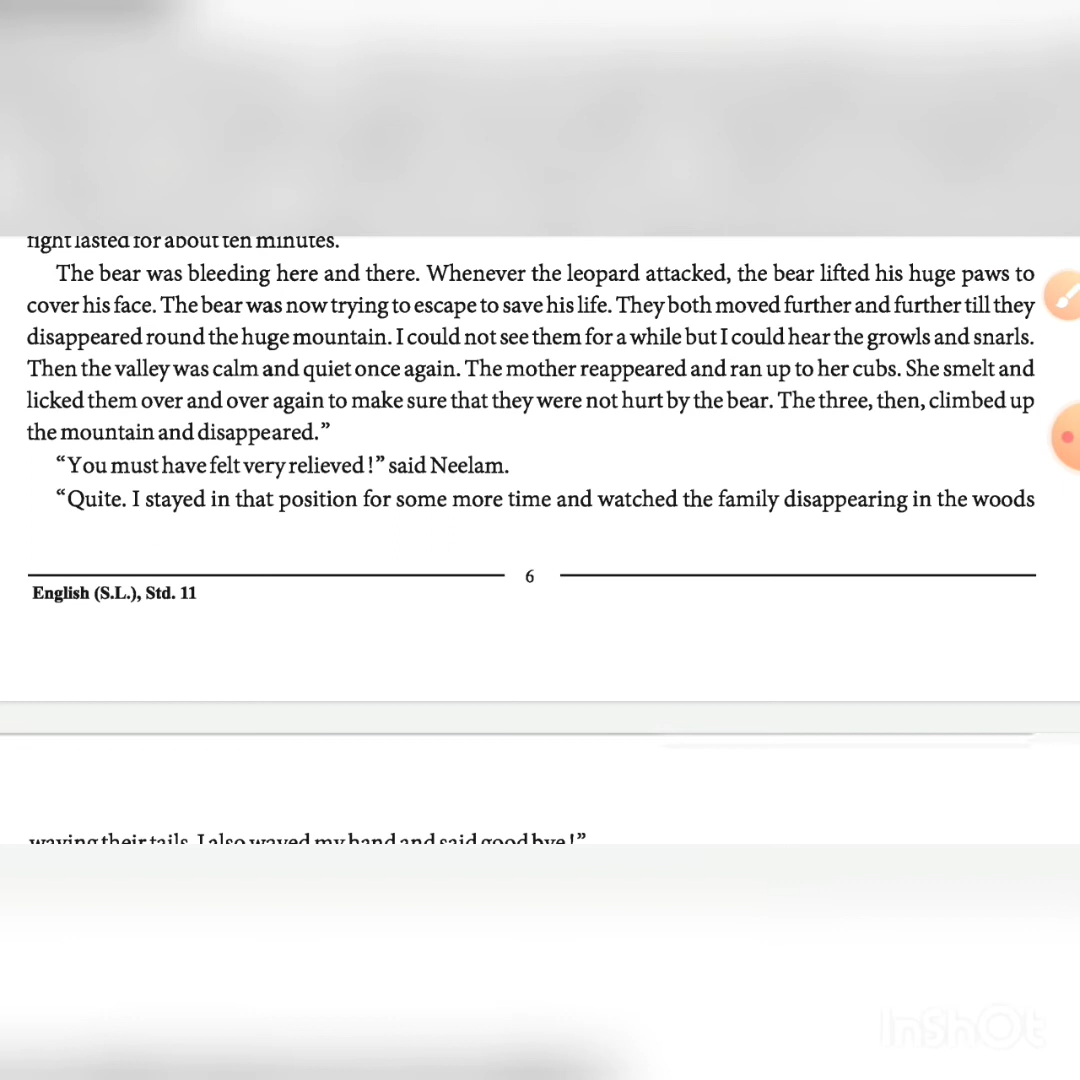 fight lasted for about ten minutes.
The bear was bleeding here and there. Whenever the leopard attacked, the bear lifted his huge paws to
cover his face. The bear was now trying to escape to save his life. They both moved further and further till they
disappeared round the huge mountain. I could not see them for a while but I could hear the growls and snarls.
Then the valley was calm and quiet once again. The mother reappeared and ran up to her cubs. She smelt and
licked them over and over again to make sure that they were not hurt by the bear. The three, then, climbed up
the mountain and disappeared.”
“You must have felt very relieved !” said Neelam.
“Quite. I stayed in that position for some more time and watched the family disappearing in the woods
6
English (S.L.), Std. 11
waving their tails. I also waved my hand and said good bye !”
InShOt